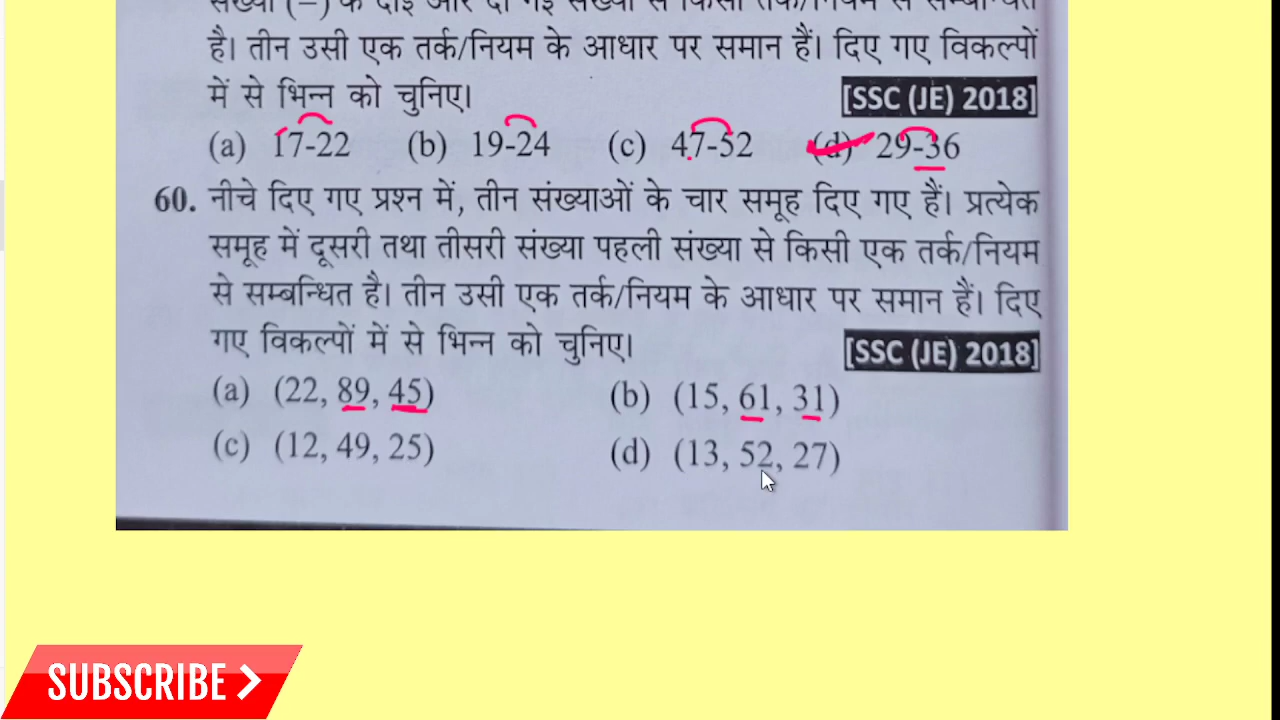 है। तीन उसी एक तर्क/नियम के आधार पर समान हैं। दिए गए विकल्पों
में से भिन्न को चुनिए। [SSC (JE) 2018]
(a) 17-22 (b) 19-24 (c) 47-52 (d) 29-36
60. नीचे दिए गए प्रश्न में, तीन संख्याओं के चार समूह दिए गए हैं। प्रत्येक
समूह में दूसरी तथा तीसरी संख्या पहली संख्या से किसी एक तर्क/नियम
से सम्बन्धित है। तीन उसी एक तर्क/नियम के आधार पर समान हैं। दिए
गए विकल्पों में से भिन्न को चुनिए। [SSC (JE) 2018]
(a) (22, 89, 45) (b) (15, 61, 31)
(c) (12, 49, 25) (d) (13, 52, 27)
SUBSCRIBE